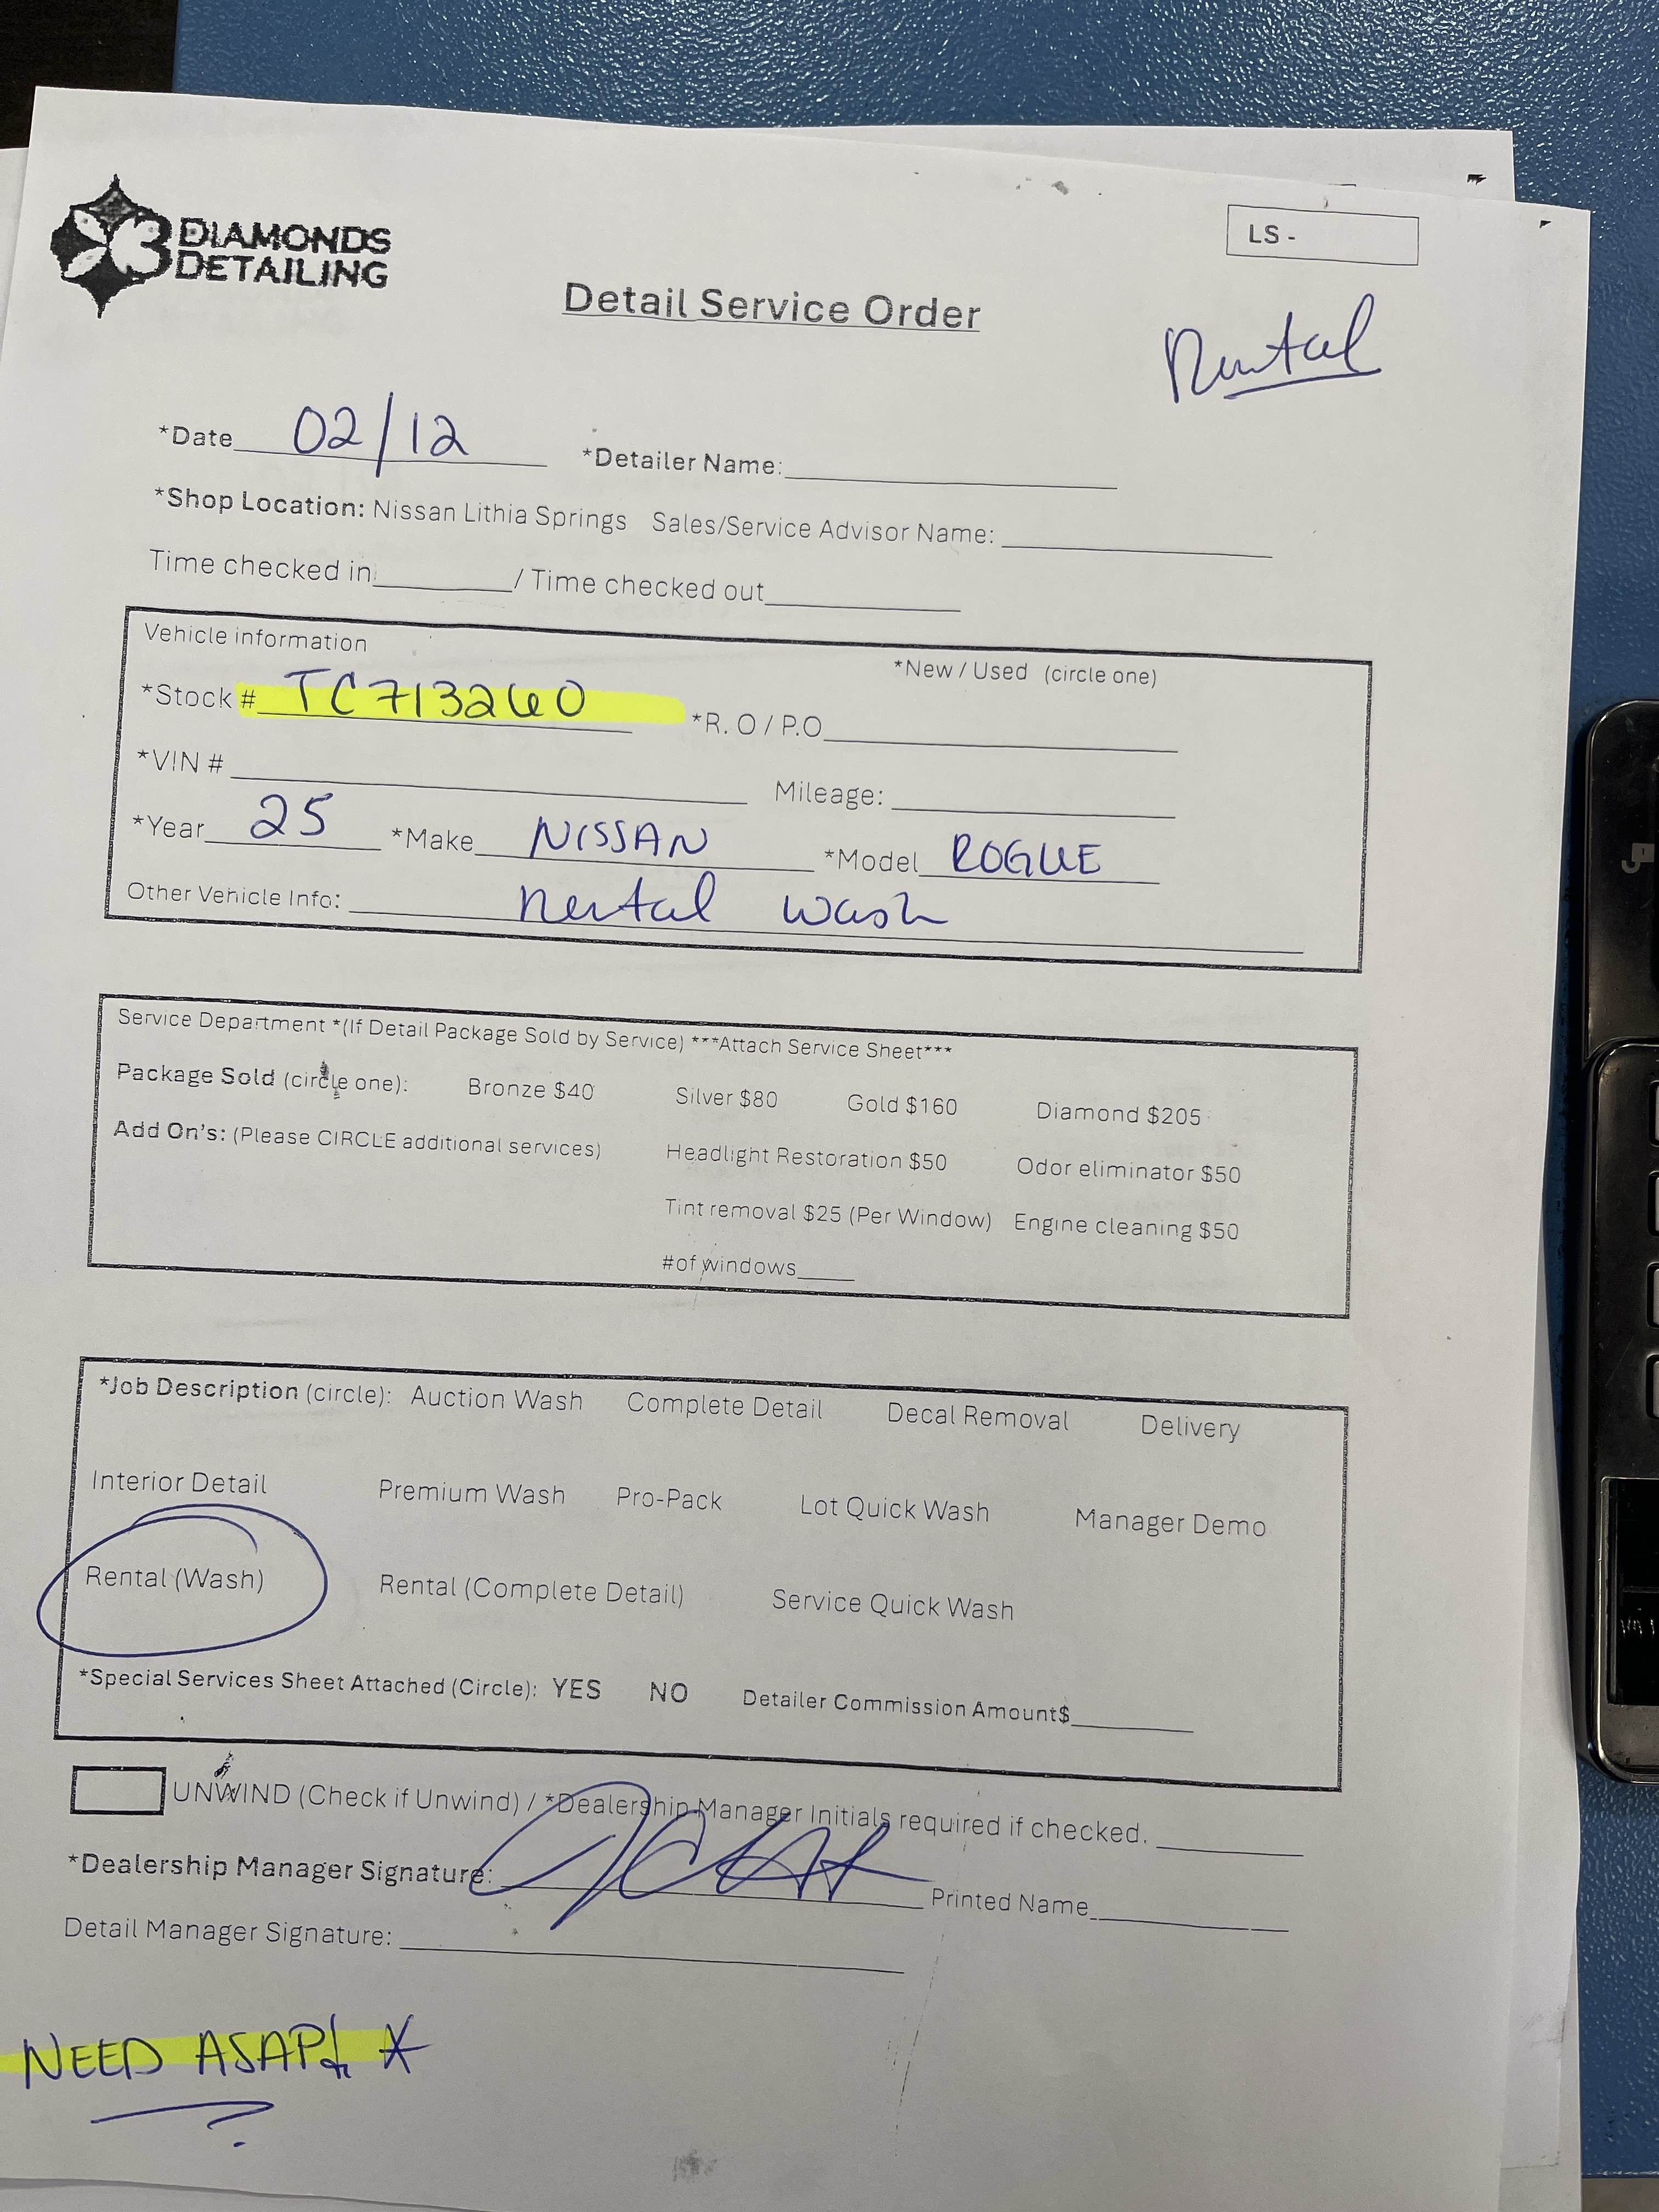 3 DIAMONDS
DETAILING
LS -
Detail Service Order
Rental
*Date 02/12 *Detailer Name:
*Shop Location: Nissan Lithia Springs Sales/Service Advisor Name:
Time checked in: / Time checked out
Vehicle information
*New / Used (circle one)
*Stock # TC713260 *R. O / P.O
*VIN # Mileage:
*Year 25 *Make NISSAN *Model ROGUE
Other Vehicle Info: Rental wash
Service Department *(If Detail Package Sold by Service) ***Attach Service Sheet***
Package Sold (circle one): Bronze $40 Silver $80 Gold $160 Diamond $205
Add On's: (Please CIRCLE additional services) Headlight Restoration $50 Odor eliminator $50
Tint removal $25 (Per Window) Engine cleaning $50
#of windows
*Job Description (circle): Auction Wash Complete Detail Decal Removal Delivery
Interior Detail Premium Wash Pro-Pack Lot Quick Wash Manager Demo
Rental (Wash) Rental (Complete Detail) Service Quick Wash
*Special Services Sheet Attached (Circle): YES NO Detailer Commission Amount$
UNWIND (Check if Unwind) / *Dealership Manager Initials required if checked.
*Dealership Manager Signature: Printed Name
Detail Manager Signature:
NEED ASAP! *